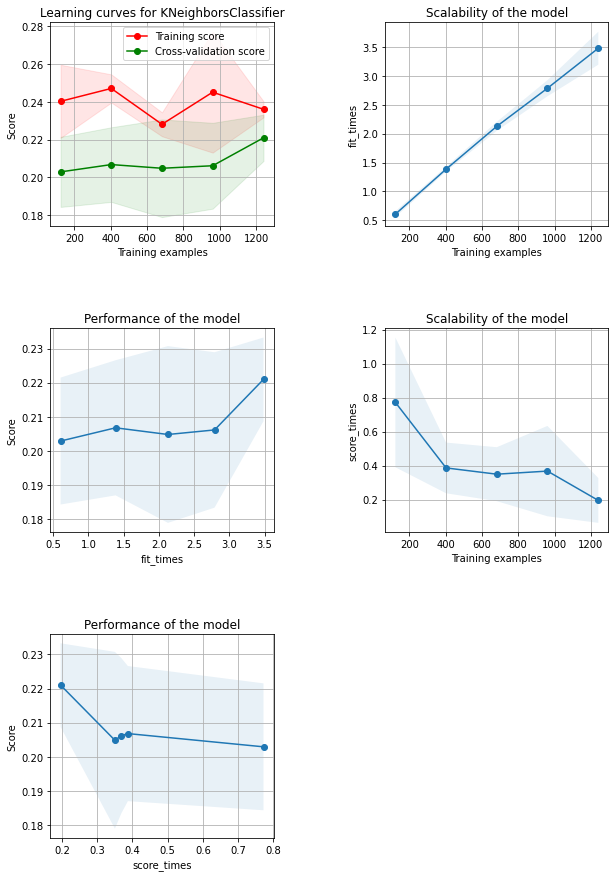 Learning curves for KNeighborsClassifier
0.28
0.26
0.24
0.22
0.20
0.18
Score
Training score
Cross-validation score
200 400 600 800 1000 1200
Training examples
Scalability of the model
3.5
3.0
2.5
2.0
1.5
1.0
0.5
fit_times
200 400 600 800 1000 1200
Training examples
Performance of the model
0.23
0.22
0.21
0.20
0.19
0.18
Score
0.5 1.0 1.5 2.0 2.5 3.0 3.5
fit_times
Scalability of the model
1.2
1.0
0.8
0.6
0.4
0.2
score_times
200 400 600 800 1000 1200
Training examples
Performance of the model
0.23
0.22
0.21
0.20
0.19
0.18
Score
0.2 0.3 0.4 0.5 0.6 0.7 0.8
score_times